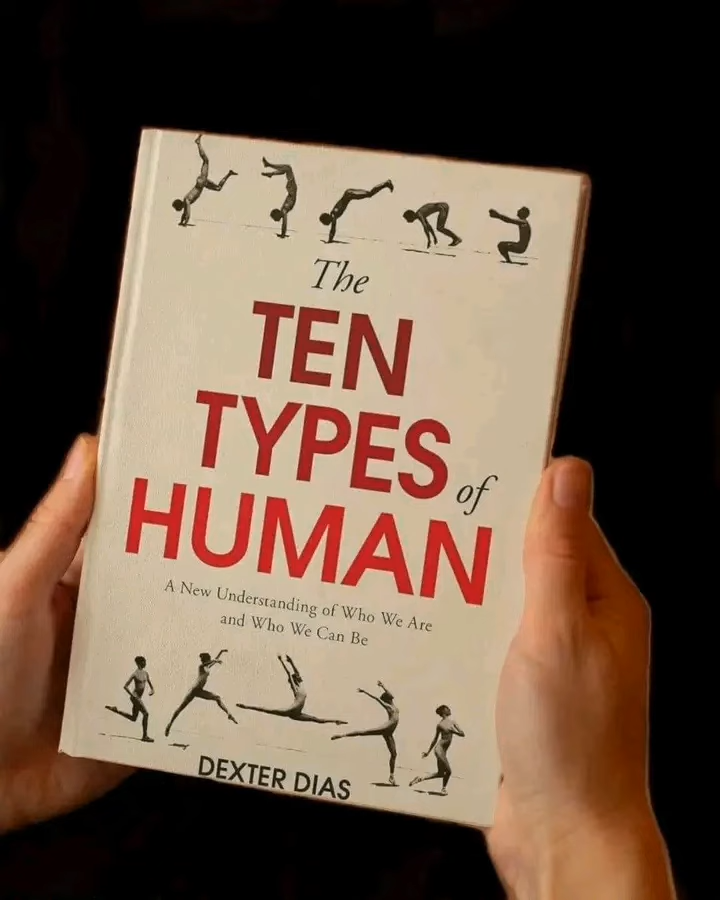 The
TEN
TYPES of
HUMAN
A New Understanding of Who We Are
and Who We Can Be
DEXTER DIAS